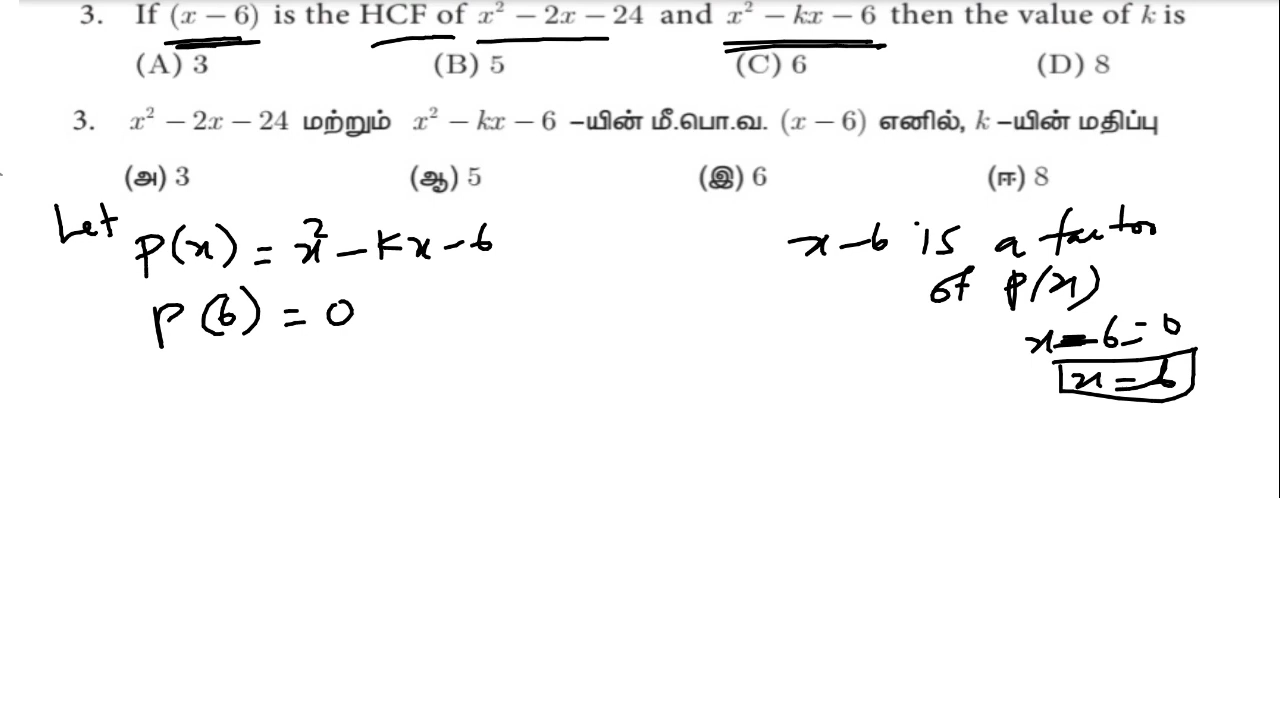 3. If (x − 6) is the HCF of x² − 2x − 24 and x² − kx − 6 then the value of k is
(A) 3 (B) 5 (C) 6 (D) 8
3. x² − 2x − 24 மற்றும் x² − kx − 6 −யின் மீ.பொ.வ. (x − 6) எனில், k −யின் மதிப்பு
(அ) 3 (ஆ) 5 (இ) 6 (ஈ) 8
Let P(x) = x² − Kx − 6
P(6) = 0
x − 6 is a factor
of P(x)
x − 6 = 0
x = 6